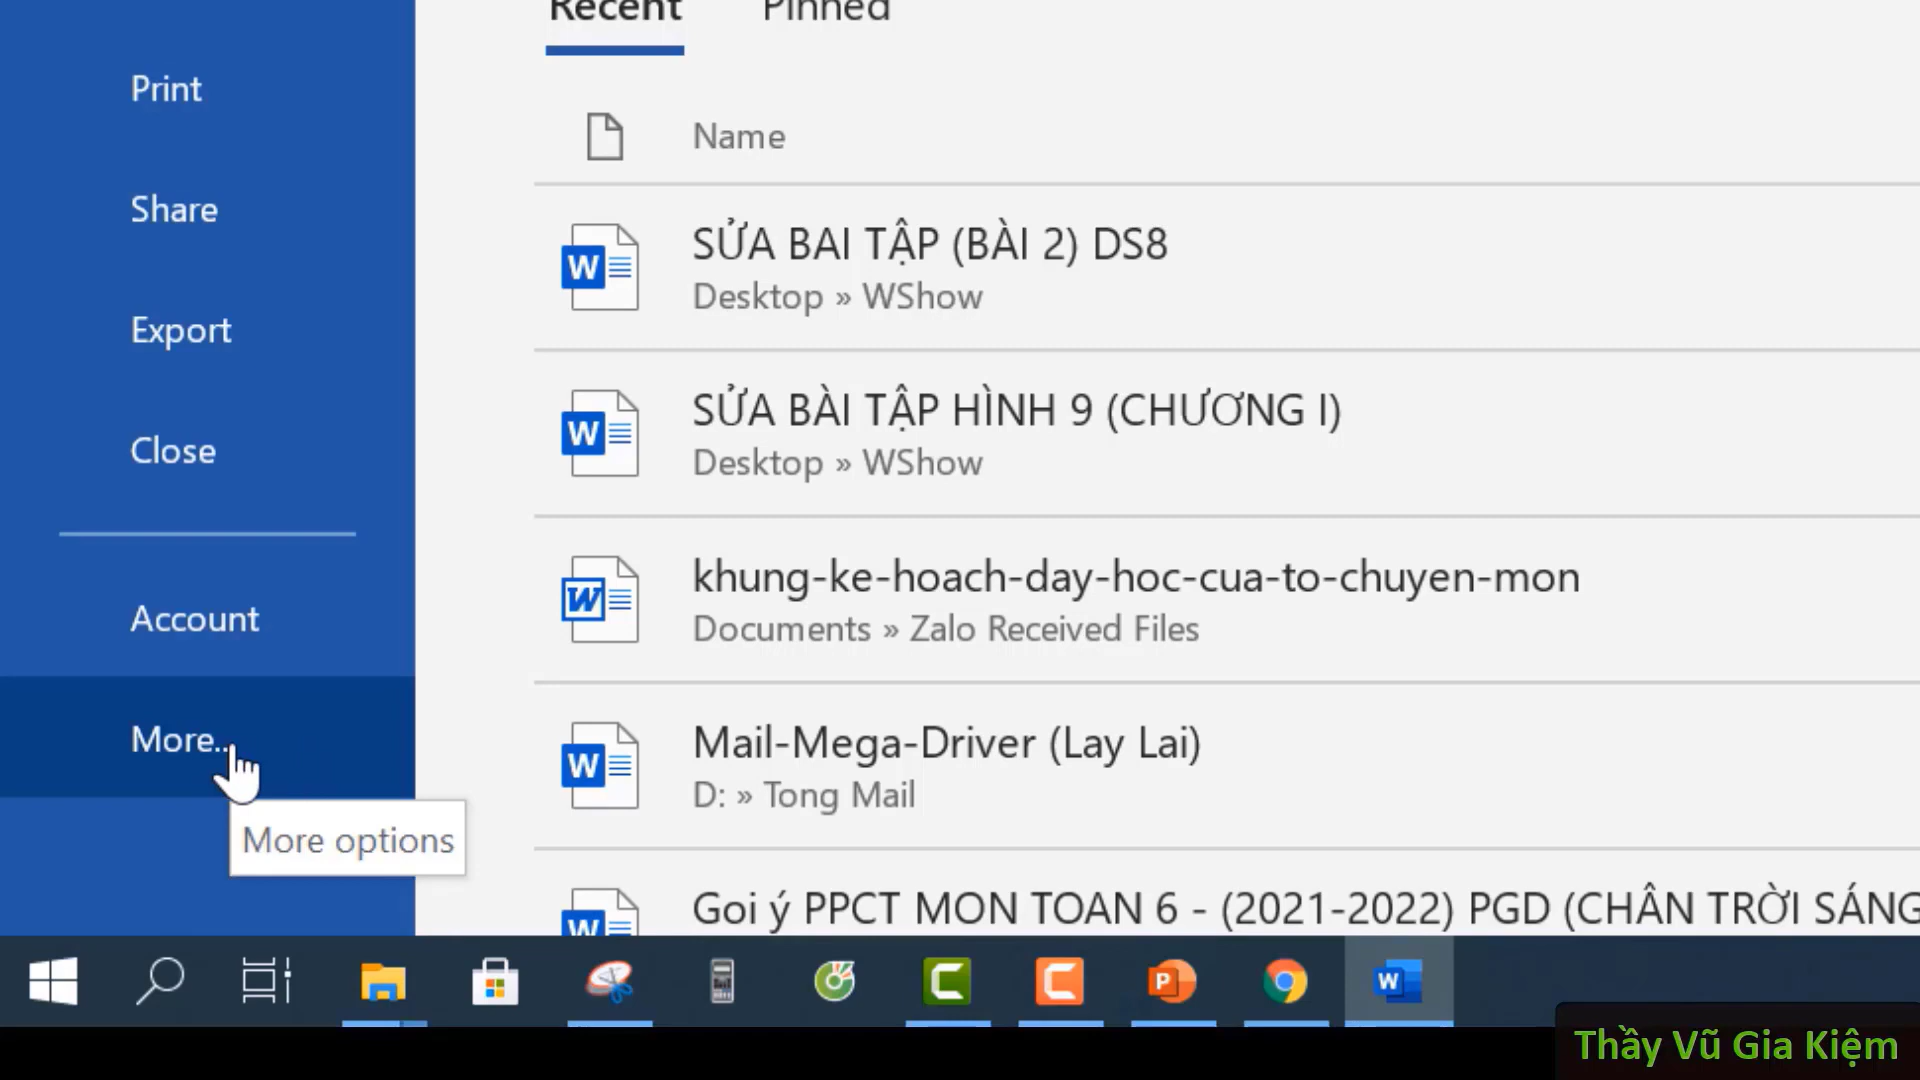 Recent
Pinned
Print
Name
Share
SỬA BAI TẬP (BÀI 2) DS8
Desktop » WShow
Export
SỬA BÀI TẬP HÌNH 9 (CHƯƠNG I)
Desktop » WShow
Close
khung-ke-hoach-day-hoc-cua-to-chuyen-mon
Documents » Zalo Received Files
Account
More...
Mail-Mega-Driver (Lay Lai)
D: » Tong Mail
More options
Goi ý PPCT MON TOAN 6 - (2021-2022) PGD (CHÂN TRỜI SÁNG
Thầy Vũ Gia Kiệm